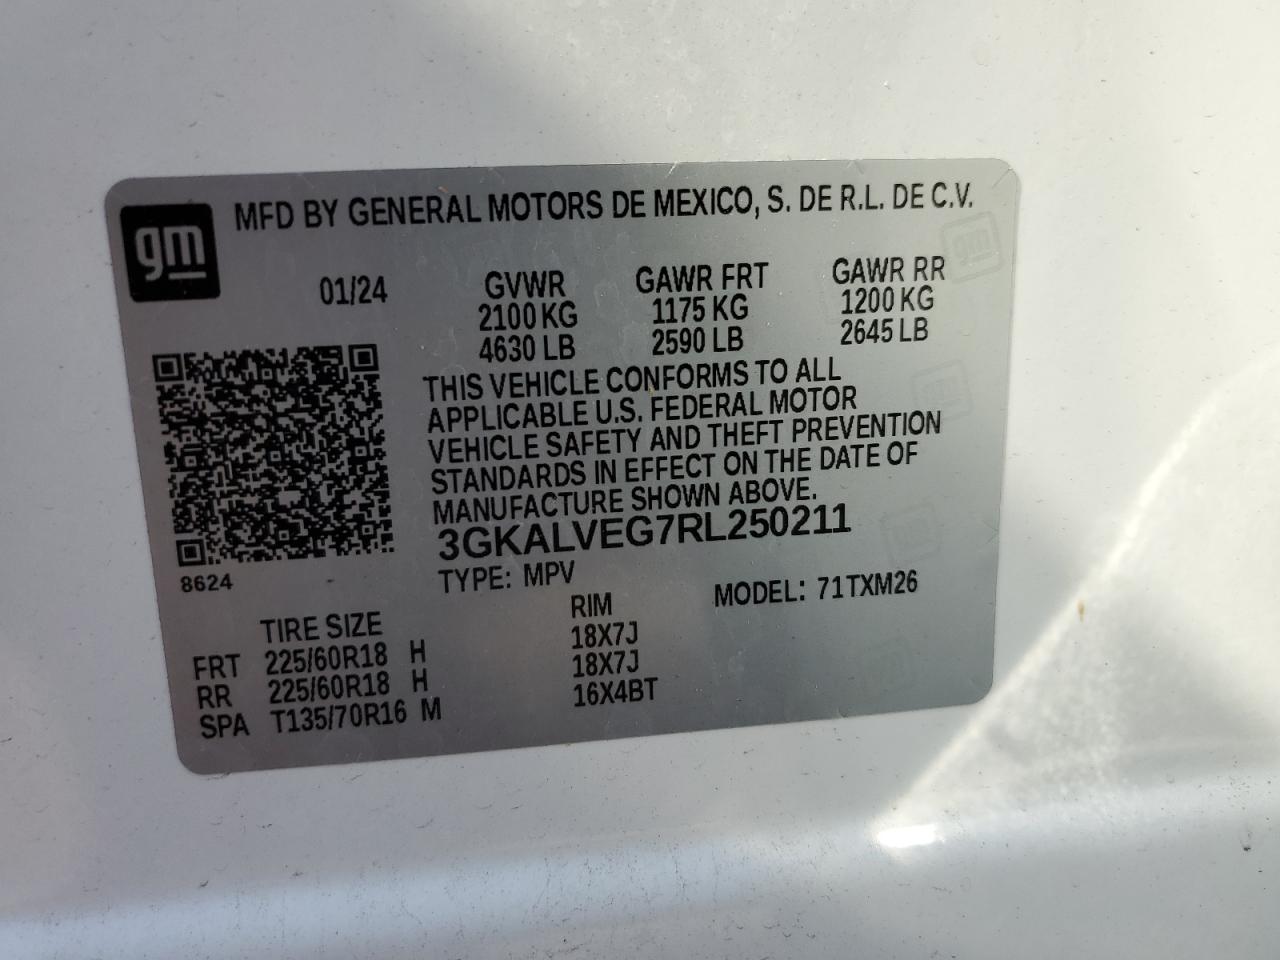 gm
MFD BY GENERAL MOTORS DE MEXICO, S. DE R.L. DE C.V.
01/24 GVWR GAWR FRT GAWR RR
2100 KG 1175 KG 1200 KG
4630 LB 2590 LB 2645 LB
THIS VEHICLE CONFORMS TO ALL
APPLICABLE U.S. FEDERAL MOTOR
VEHICLE SAFETY AND THEFT PREVENTION
STANDARDS IN EFFECT ON THE DATE OF
MANUFACTURE SHOWN ABOVE.
3GKALVEG7RL250211
8624 TYPE: MPV MODEL: 71TXM26
TIRE SIZE RIM
FRT 225/60R18 H 18X7J
RR 225/60R18 H 18X7J
SPA T135/70R16 M 16X4BT